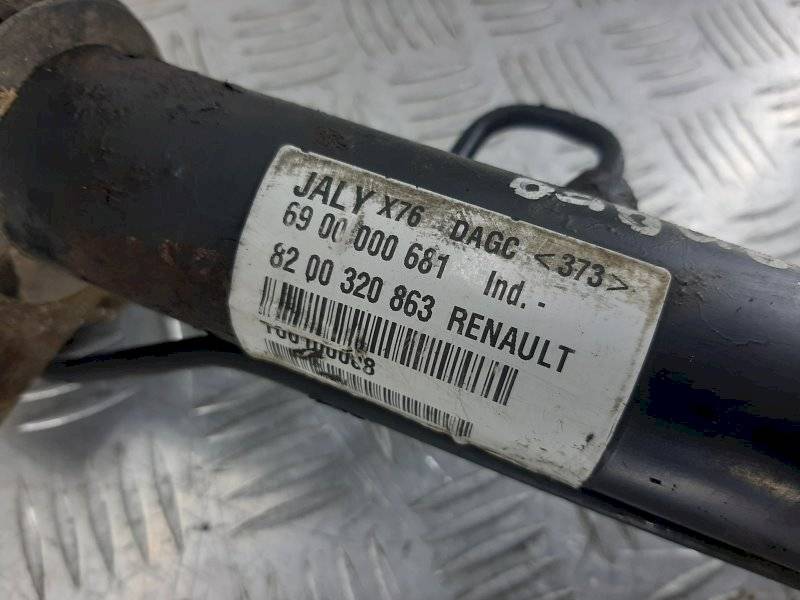 JALY X76 DAGC <373>
69 00 000 681 Ind. -
82 00 320 863 RENAULT